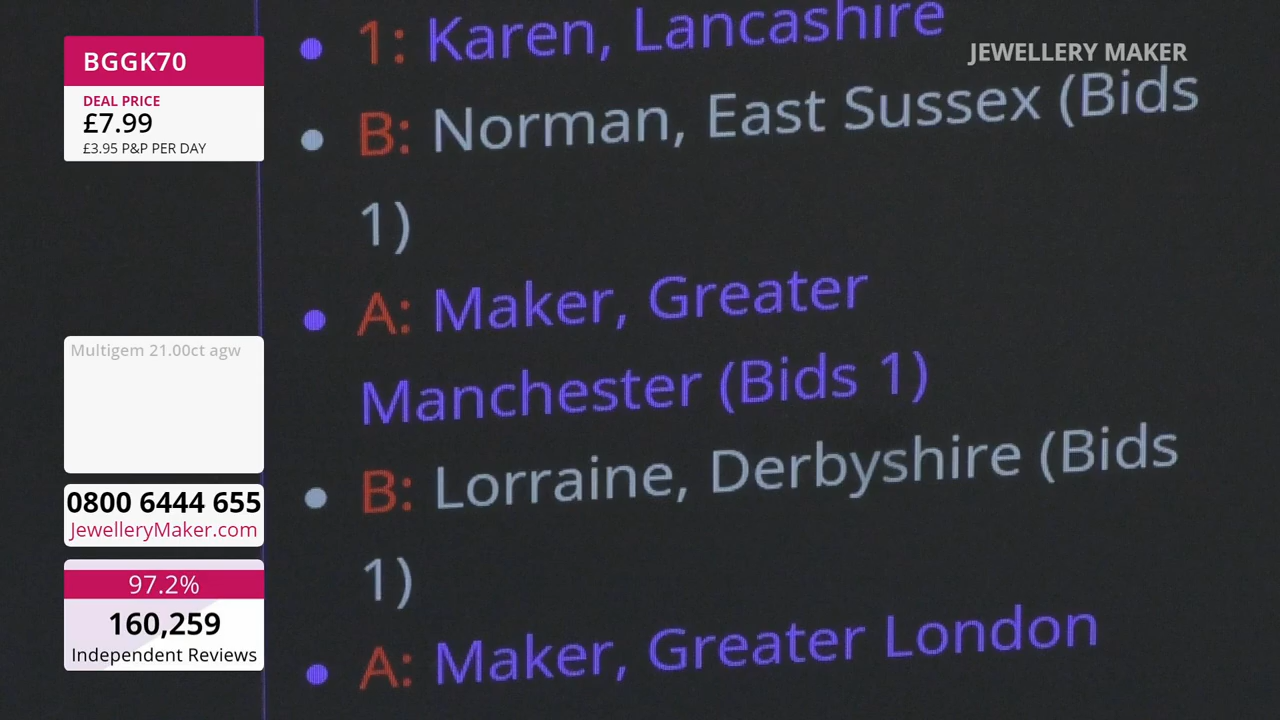 BGGK70
DEAL PRICE
£7.99
£3.95 P&P PER DAY
Multigem 21.00ct agw
0800 6444 655
JewelleryMaker.com
97.2%
160,259
Independent Reviews
JEWELLERY MAKER
• 1: Karen, Lancashire
• B: Norman, East Sussex (Bids
1)
• A: Maker, Greater
Manchester (Bids 1)
• B: Lorraine, Derbyshire (Bids
1)
• A: Maker, Greater London